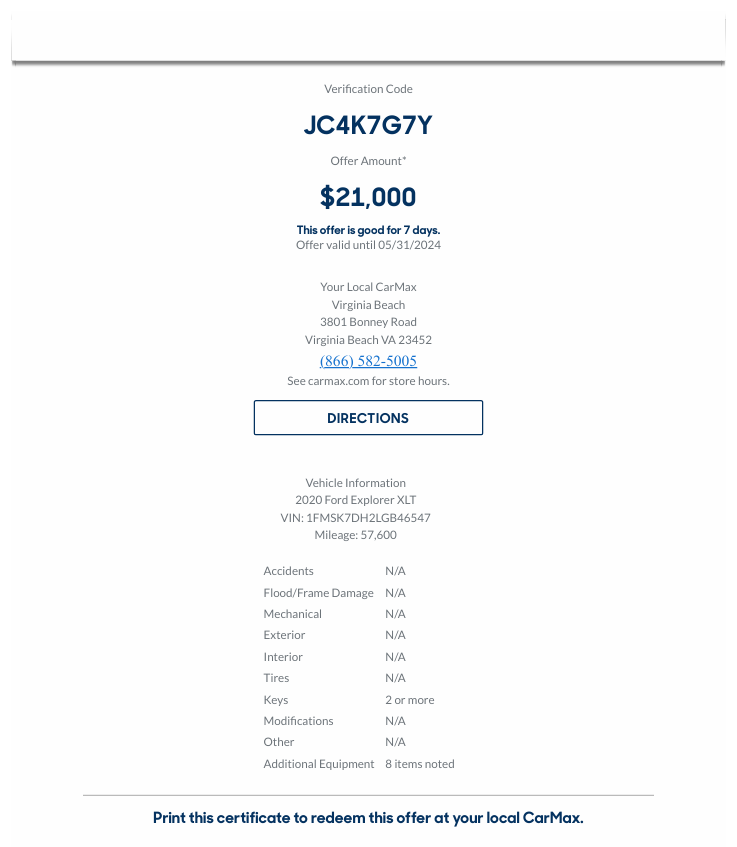 Verification Code
JC4K7G7Y
Offer Amount*
$21,000
This offer is good for 7 days.
Offer valid until 05/31/2024
Your Local CarMax
Virginia Beach
3801 Bonney Road
Virginia Beach VA 23452
(866) 582-5005
See carmax.com for store hours.
DIRECTIONS
Vehicle Information
2020 Ford Explorer XLT
VIN: 1FMSK7DH2LGB46547
Mileage: 57,600
Accidents N/A
Flood/Frame Damage N/A
Mechanical N/A
Exterior N/A
Interior N/A
Tires N/A
Keys 2 or more
Modifications N/A
Other N/A
Additional Equipment 8 items noted
Print this certificate to redeem this offer at your local CarMax.